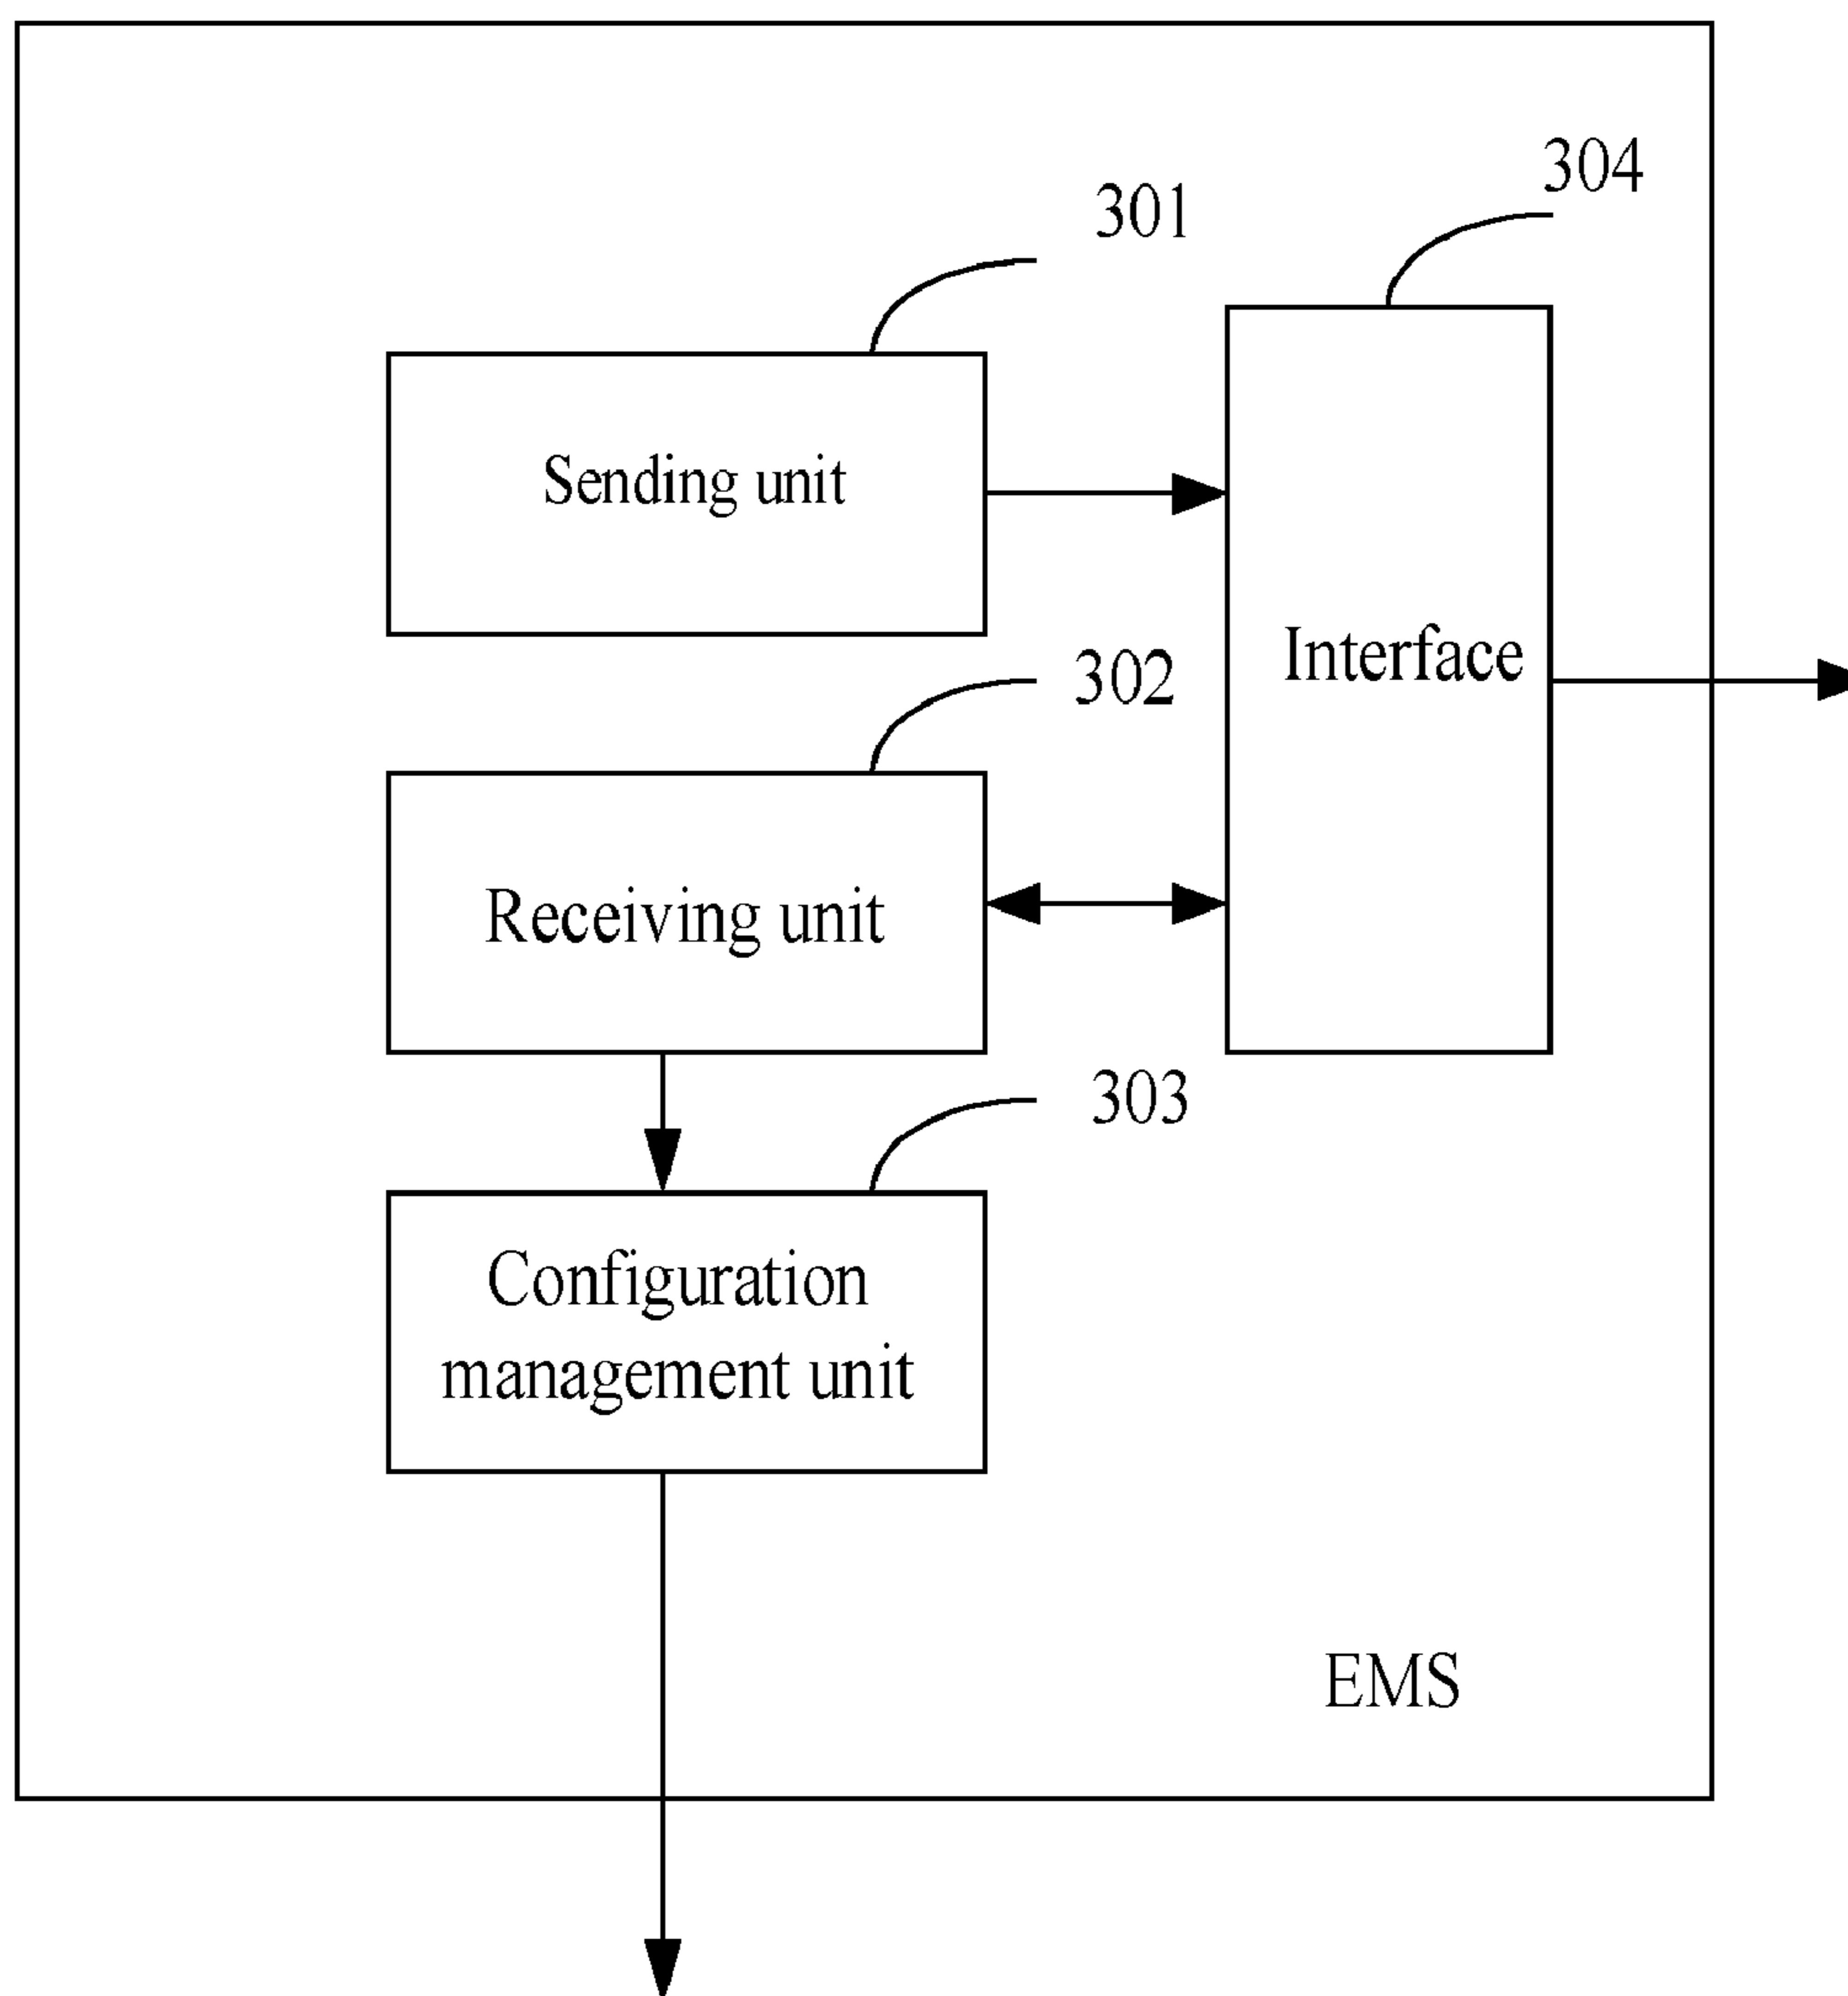 304
301
Sending unit
Interface
302
Receiving unit
303
Configuration
management unit
EMS